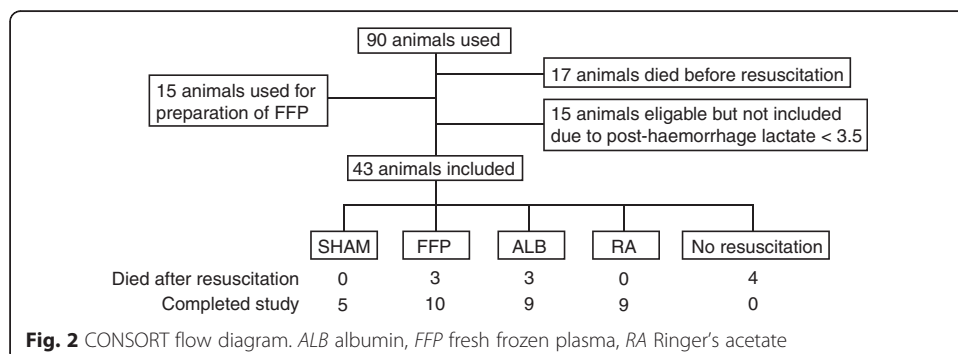 90 animals used
17 animals died before resuscitation
15 animals used for
preparation of FFP
15 animals eligable but not included
due to post-haemorrhage lactate < 3.5
43 animals included
SHAM FFP ALB RA No resuscitation
Died after resuscitation 0 3 3 0 4
Completed study 5 10 9 9 0
Fig. 2 CONSORT flow diagram. ALB albumin, FFP fresh frozen plasma, RA Ringer's acetate